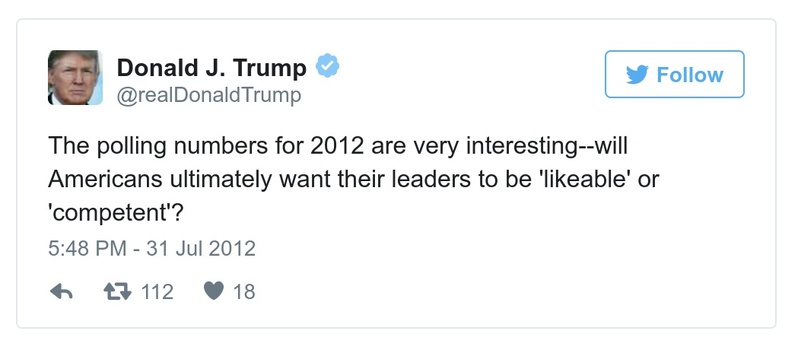 Donald J. Trump
@realDonaldTrump
Follow
The polling numbers for 2012 are very interesting--will
Americans ultimately want their leaders to be 'likeable' or
'competent'?
5:48 PM - 31 Jul 2012
112 18